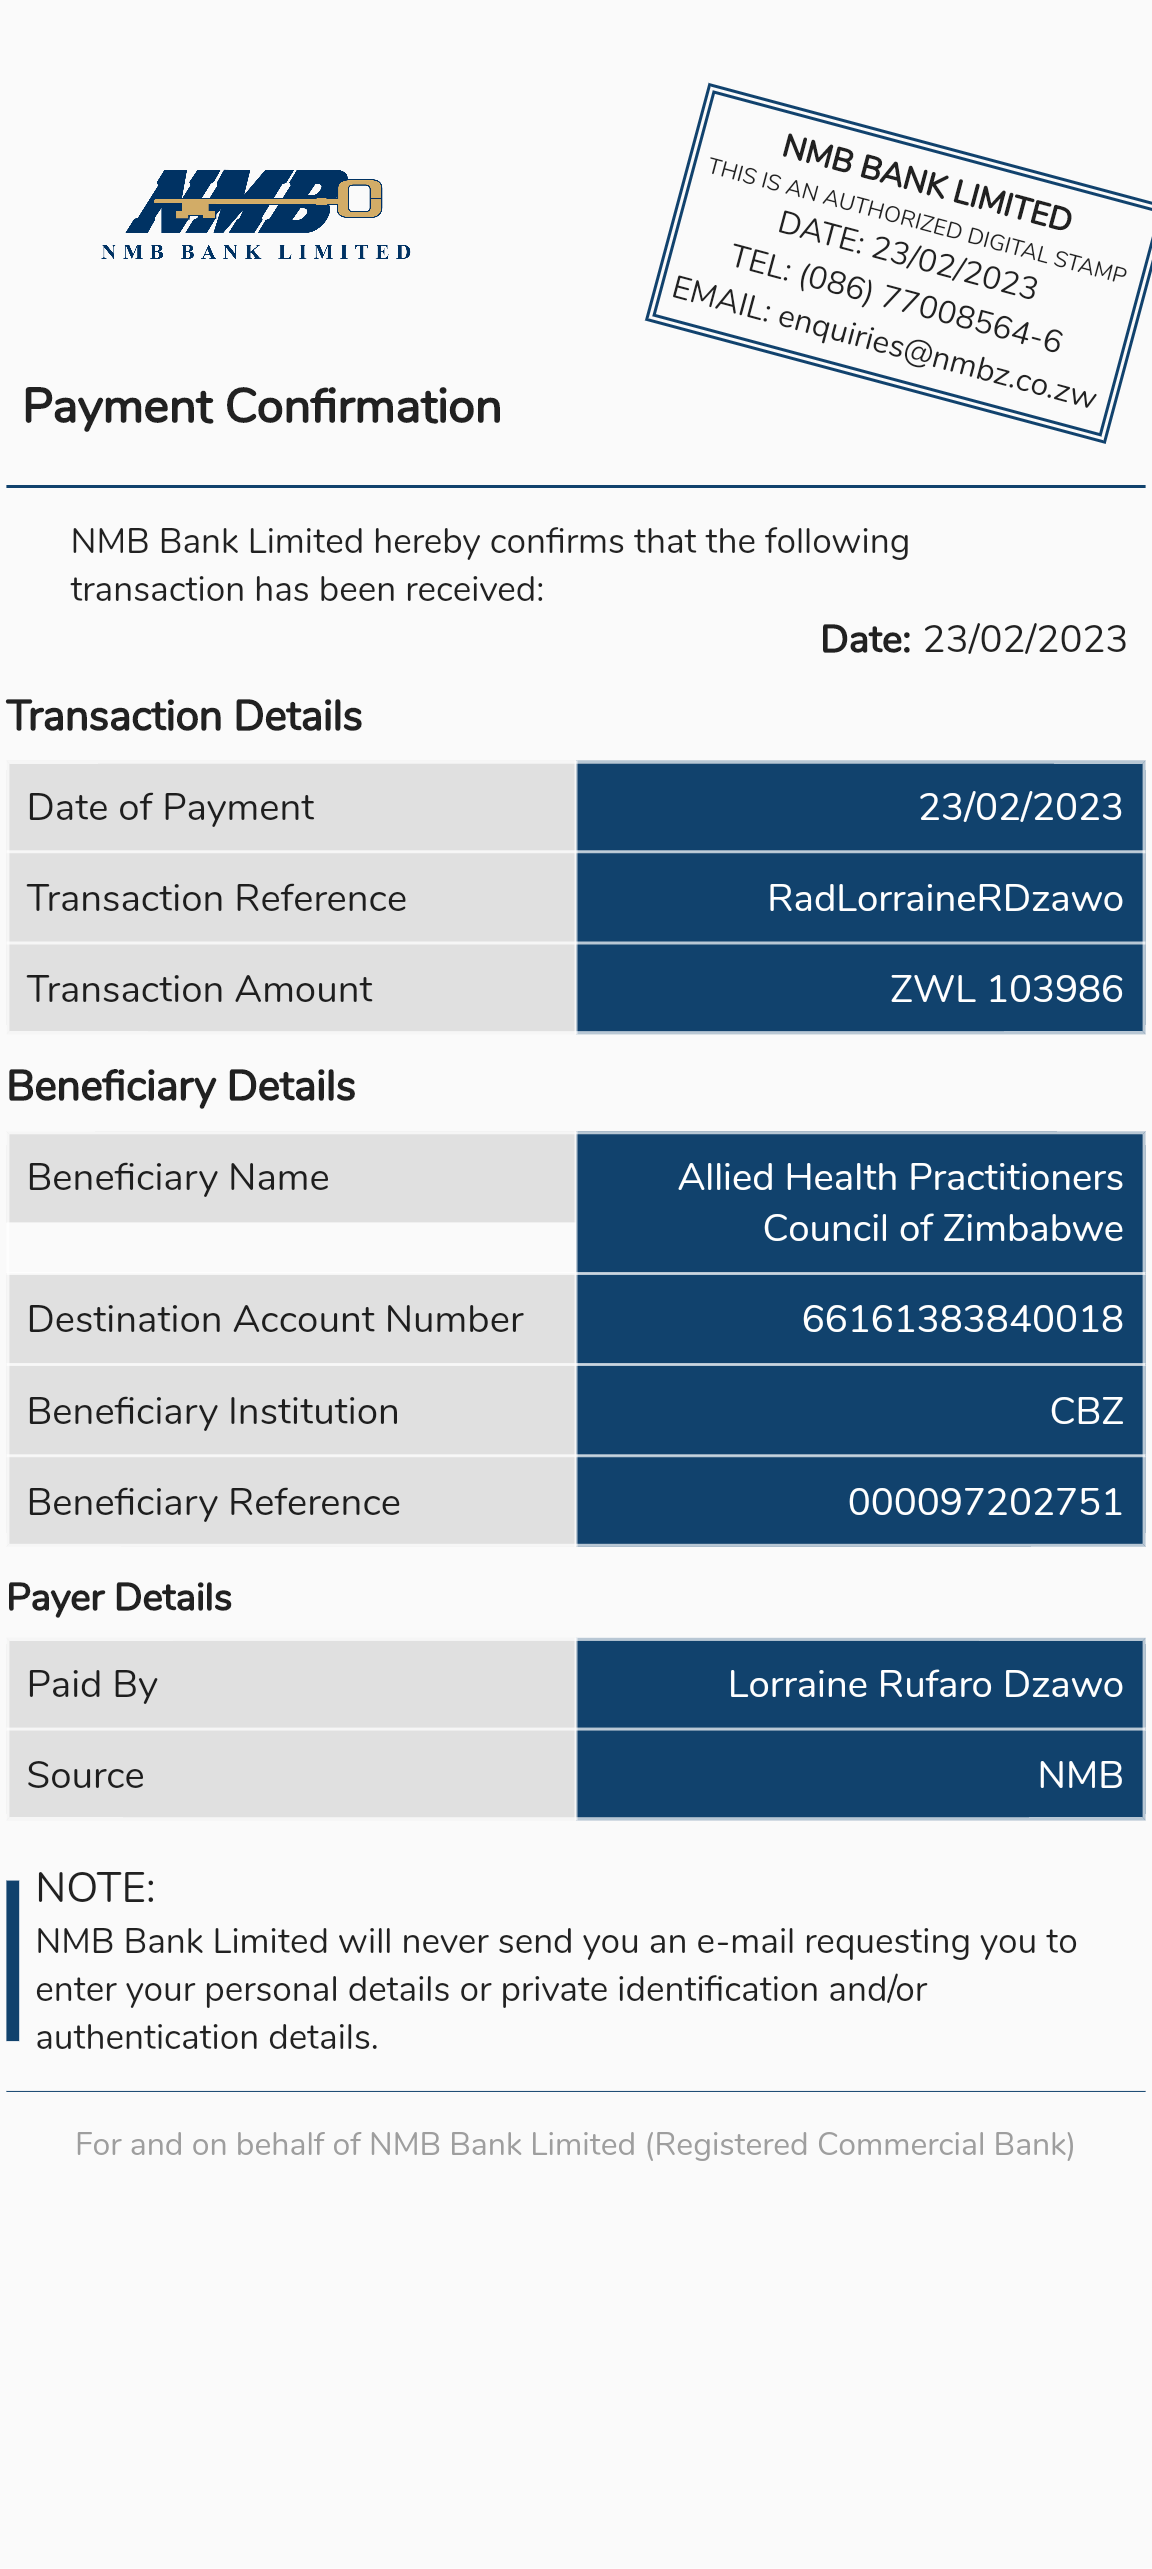 NMB
NMB BANK LIMITED
NMB BANK LIMITED
THIS IS AN AUTHORIZED DIGITAL STAMP
DATE: 23/02/2023
TEL: (086) 77008564-6
EMAIL: enquiries@nmbz.co.zw
Payment Confirmation
NMB Bank Limited hereby confirms that the following
transaction has been received:
Date: 23/02/2023
Transaction Details
Date of Payment 23/02/2023
Transaction Reference RadLorraineRDzawo
Transaction Amount ZWL 103986
Beneficiary Details
Beneficiary Name Allied Health Practitioners
Council of Zimbabwe
Destination Account Number 66161383840018
Beneficiary Institution CBZ
Beneficiary Reference 000097202751
Payer Details
Paid By Lorraine Rufaro Dzawo
Source NMB
NOTE:
NMB Bank Limited will never send you an e-mail requesting you to
enter your personal details or private identification and/or
authentication details.
For and on behalf of NMB Bank Limited (Registered Commercial Bank)